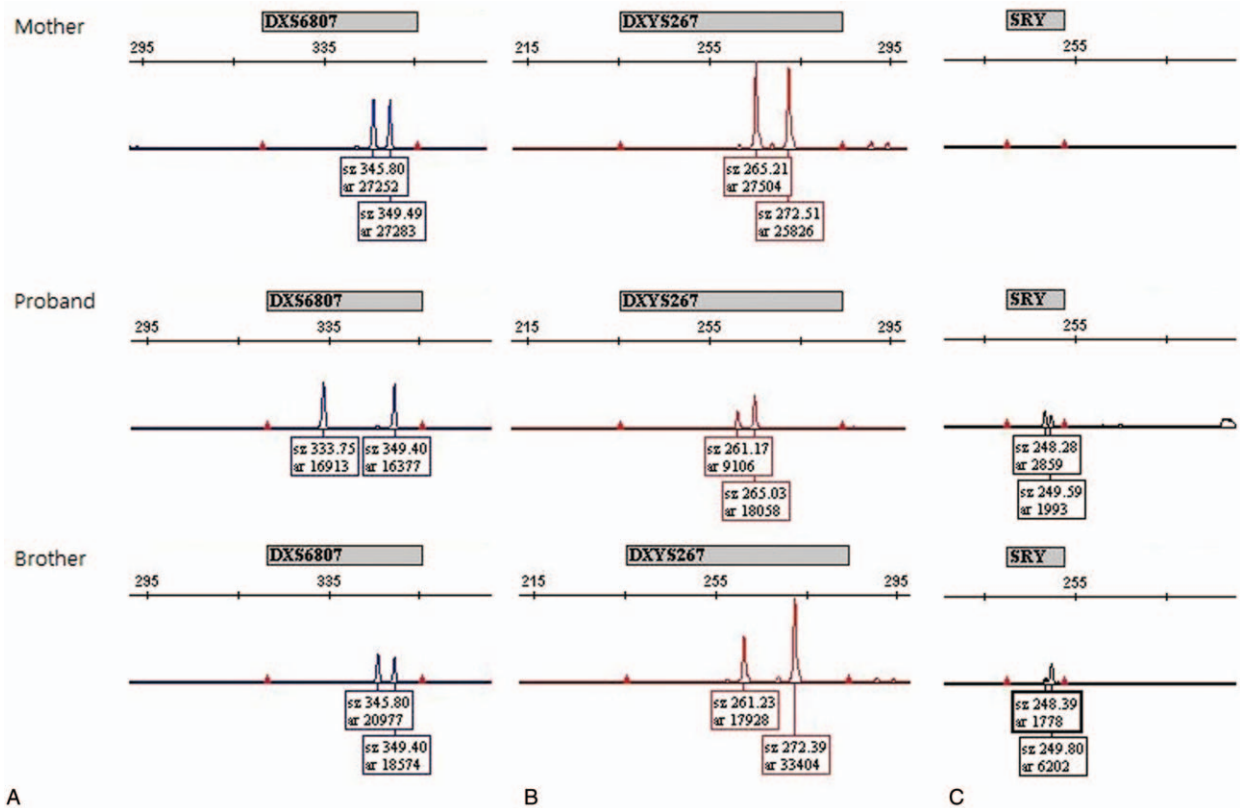 Mother
DXS6807
295 335
sz 345.80
ar 27252
sz 349.49
ar 27283
DXYS267
215 255 295
sz 265.21
ar 27504
sz 272.51
ar 25826
SRY
255
Proband
DXS6807
295 335
sz 333.75
ar 16913
sz 349.40
ar 16377
DXYS267
215 255 295
sz 261.17
ar 9106
sz 265.03
ar 18058
SRY
255
sz 248.28
ar 2859
sz 249.59
ar 1993
Brother
DXS6807
295 335
sz 345.80
ar 20977
sz 349.40
ar 18574
DXYS267
215 255 295
sz 261.23
ar 17928
sz 272.39
ar 33404
SRY
255
sz 248.39
ar 1778
sz 249.80
ar 6202
A B C